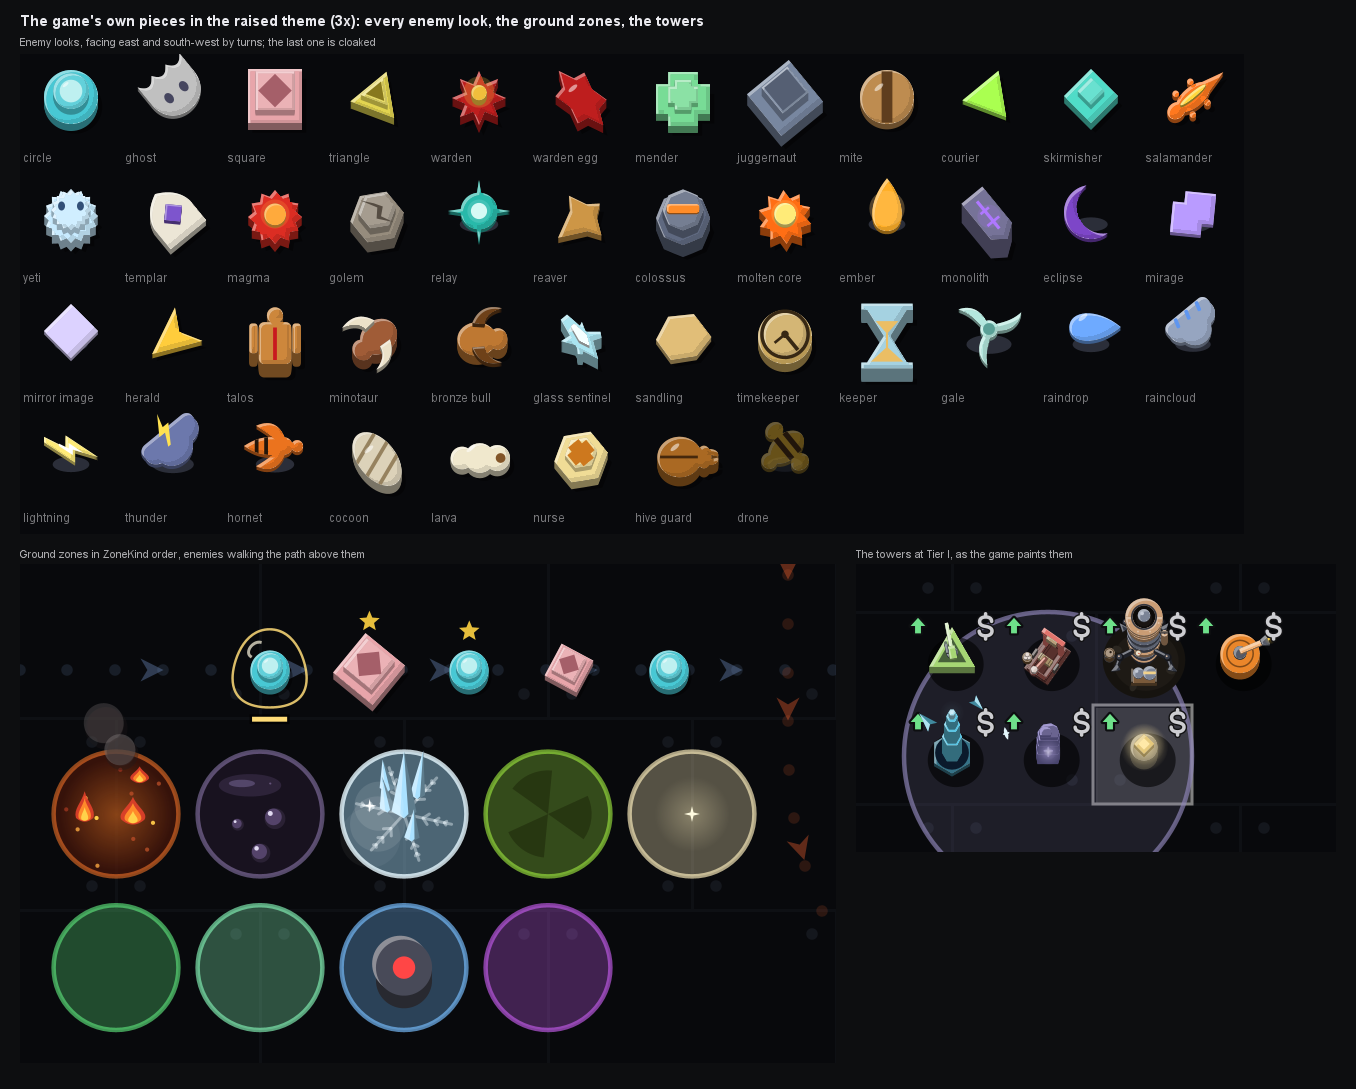 The game's own pieces in the raised theme (3x): every enemy look, the ground zones, the towers
Enemy looks, facing east and south-west by turns; the last one is cloaked
circle ghost square triangle warden warden egg mender juggernaut mite courier skirmisher salamander
yeti templar magma golem relay reaver colossus molten core ember monolith eclipse mirage
mirror image herald talos minotaur bronze bull glass sentinel sandling timekeeper keeper gale raindrop raincloud
lightning thunder hornet cocoon larva nurse hive guard drone
Ground zones in ZoneKind order, enemies walking the path above them
The towers at Tier I, as the game paints them
$ $ $ $
$ $ $